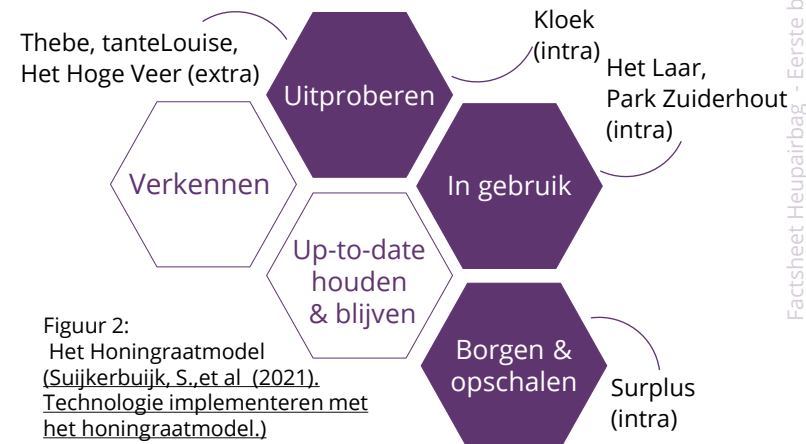 Thebe, tanteLouise,
Het Hoge Veer (extra)
Uitproberen
Kloek
(intra)
Het Laar,
Park Zuiderhout
(intra)
Verkennen
In gebruik
Up-to-date
houden
& blijven
Borgen &
opschalen
Surplus
(intra)
Figuur 2:
Het Honingraatmodel
(Suijkerbuijk, S.,et al (2021).
Technologie implementeren met
het honingraatmodel.)
Factsheet Heupairbag - Eerste